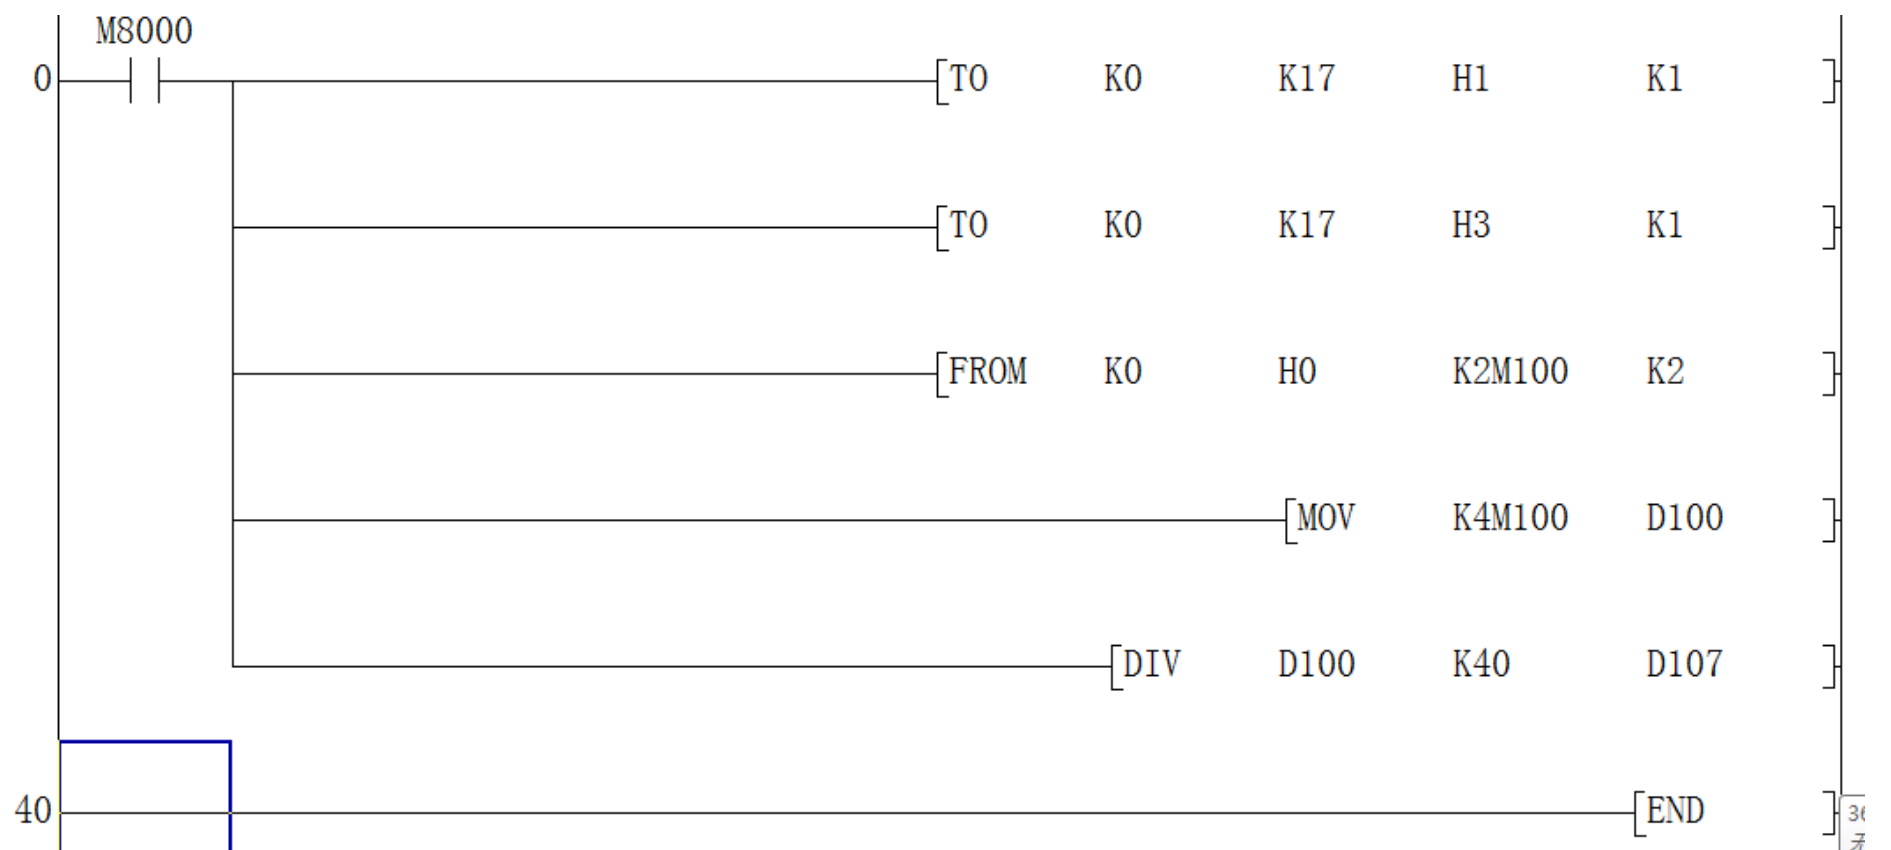 M8000
0 [TO K0 K17 H1 K1 ]
[TO K0 K17 H3 K1 ]
[FROM K0 H0 K2M100 K2 ]
[MOV K4M100 D100 ]
[DIV D100 K40 D107 ]
40 [END ]